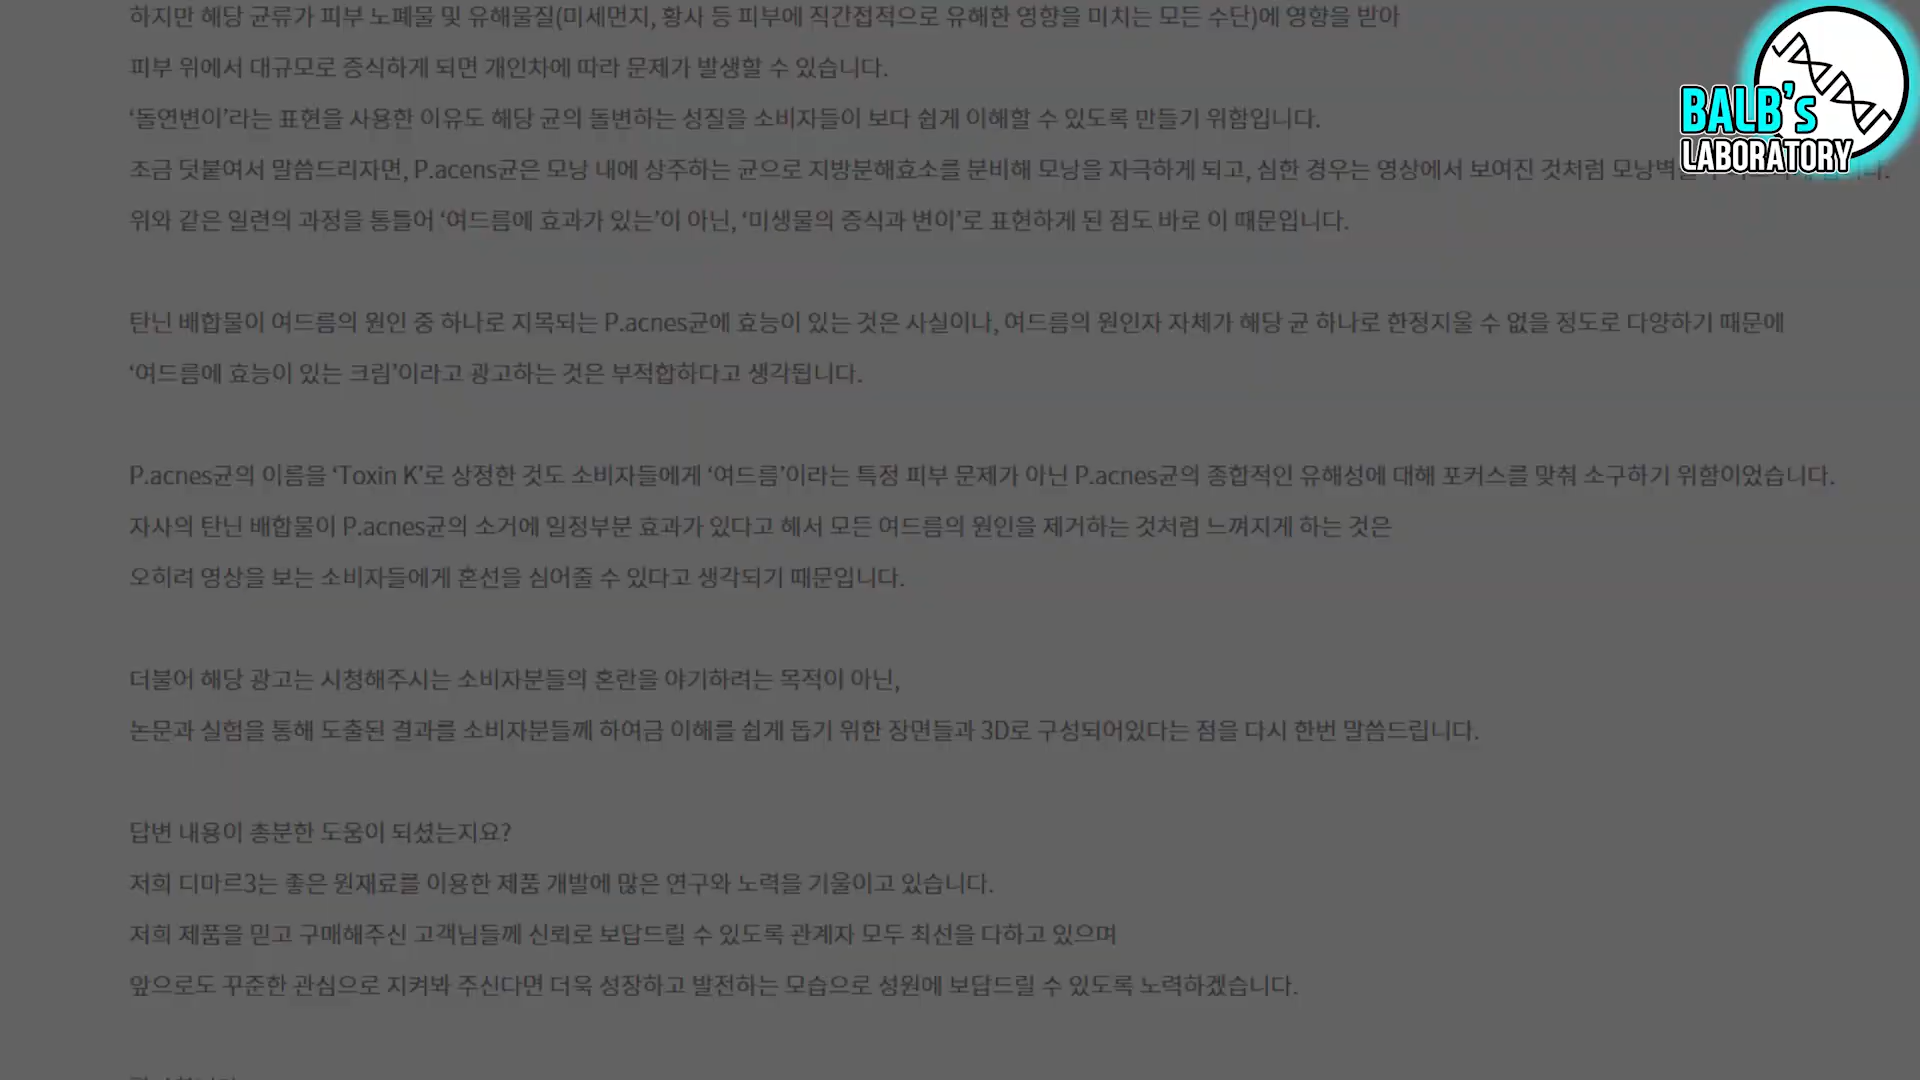 하지만 해당 균류가 피부 노폐물 및 유해물질(미세먼지, 황사 등 피부에 직간접적으로 유해한 영향을 미치는 모든 수단)에 영향을 받아
피부 위에서 대규모로 증식하게 되면 개인차에 따라 문제가 발생할 수 있습니다.
‘돌연변이’라는 표현을 사용한 이유도 해당 균의 돌변하는 성질을 소비자들이 보다 쉽게 이해할 수 있도록 만들기 위함입니다.
조금 덧붙여서 말씀드리자면, P.acens균은 모낭 내에 상주하는 균으로 지방분해효소를 분비해 모낭을 자극하게 되고, 심한 경우는 영상에서 보여진 것처럼
위와 같은 일련의 과정을 통틀어 ‘여드름에 효과가 있는’이 아닌, ‘미생물의 증식과 변이’로 표현하게 된 점도 바로 이 때문입니다.
탄닌 배합물이 여드름의 원인 중 하나로 지목되는 P.acnes균에 효능이 있는 것은 사실이나, 여드름의 원인자 자체가 해당 균 하나로 한정지울 수 없을 정도로 다양하기 때문에
‘여드름에 효능이 있는 크림’이라고 광고하는 것은 부적합하다고 생각됩니다.
P.acnes균의 이름을 ‘Toxin K’로 상정한 것도 소비자들에게 ‘여드름’이라는 특정 피부 문제가 아닌 P.acnes균의 종합적인 유해성에 대해 포커스를 맞춰 소구하기 위함이었습니다.
자사의 탄닌 배합물이 P.acnes균의 소거에 일정부분 효과가 있다고 해서 모든 여드름의 원인을 제거하는 것처럼 느껴지게 하는 것은
오히려 영상을 보는 소비자들에게 혼선을 심어줄 수 있다고 생각되기 때문입니다.
더불어 해당 광고는 시청해주시는 소비자분들의 혼란을 야기하려는 목적이 아닌,
논문과 실험을 통해 도출된 결과를 소비자분들께 하여금 이해를 쉽게 돕기 위한 장면들과 3D로 구성되어있다는 점을 다시 한번 말씀드립니다.
답변 내용이 충분한 도움이 되셨는지요?
저희 디마르3는 좋은 원재료를 이용한 제품 개발에 많은 연구와 노력을 기울이고 있습니다.
저희 제품을 믿고 구매해주신 고객님들께 신뢰로 보답드릴 수 있도록 관계자 모두 최선을 다하고 있으며
앞으로도 꾸준한 관심으로 지켜봐 주신다면 더욱 성장하고 발전하는 모습으로 성원에 보답드릴 수 있도록 노력하겠습니다.
BALB's
LABORATORY